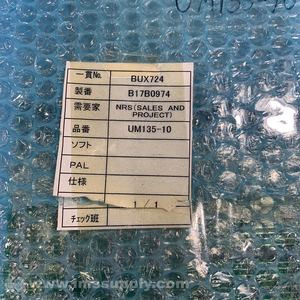 UM135-10
一貫No. BUX724
製番 B17B0974
需要家 NRS(SALES AND
PROJECT)
品番 UM135-10
ソフト
PAL
仕様
1/1
チェック班
www.imssupply.com